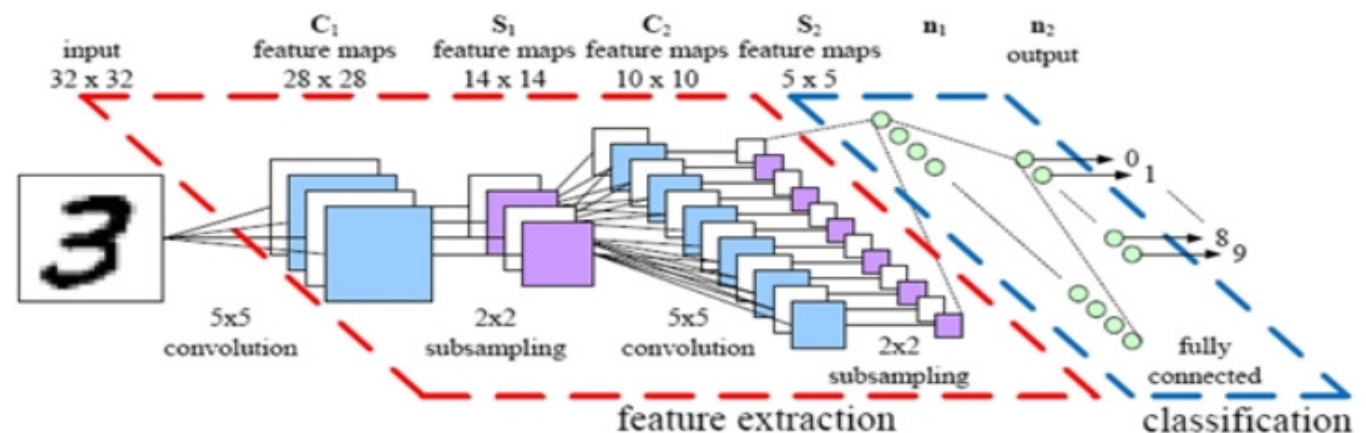 input
32 x 32
C₁
feature maps
28 x 28
S₁
feature maps
14 x 14
C₂
feature maps
10 x 10
S₂
feature maps
5 x 5
n₁
n₂
output
3
0
1
8
9
5x5
convolution
2x2
subsampling
5x5
convolution
2x2
subsampling
fully
connected
feature extraction
classification